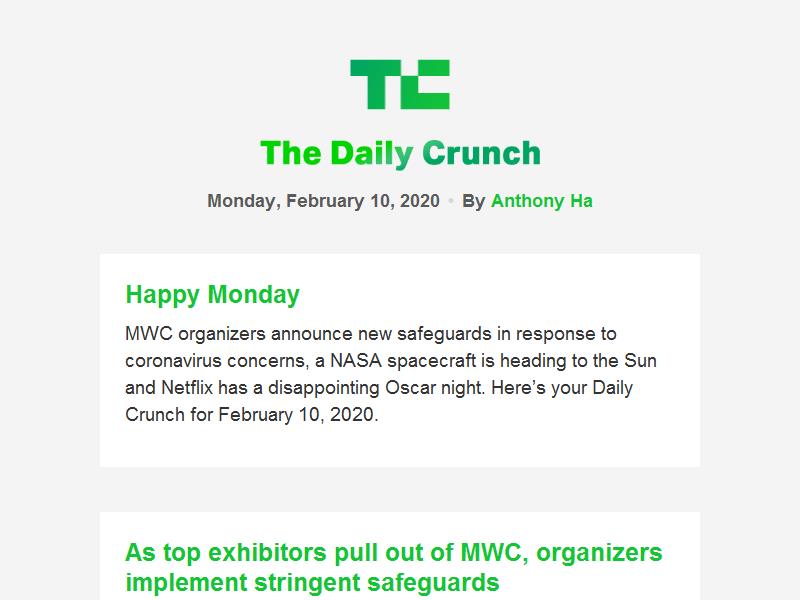 TC
The Daily Crunch
Monday, February 10, 2020 • By Anthony Ha
Happy Monday
MWC organizers announce new safeguards in response to
coronavirus concerns, a NASA spacecraft is heading to the Sun
and Netflix has a disappointing Oscar night. Here’s your Daily
Crunch for February 10, 2020.
As top exhibitors pull out of MWC, organizers
implement stringent safeguards